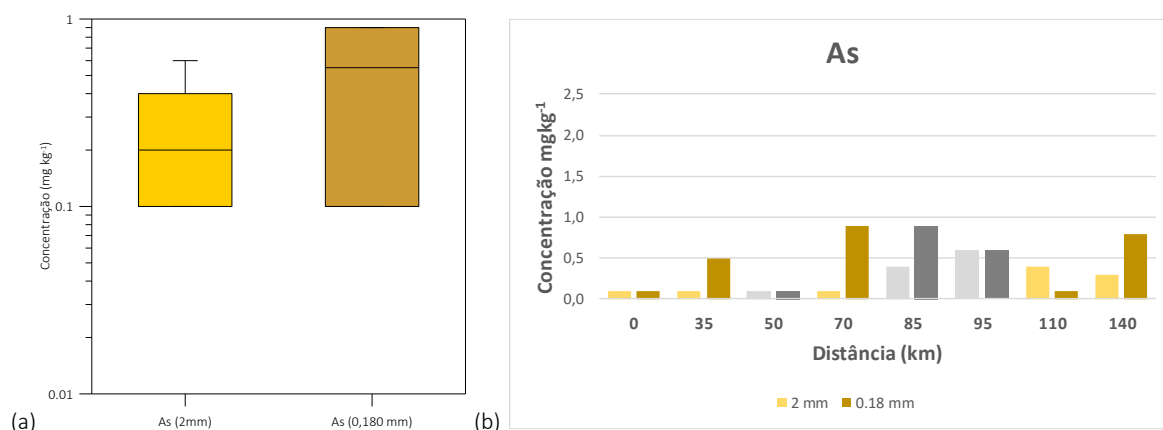 1
0.1
0.01
Concentração (mg kg⁻¹)
As (2mm)
As (0,180 mm)
(a)
As
Concentração mgkg⁻¹
2,5
2,0
1,5
1,0
0,5
0,0
0 35 50 70 85 95 110 140
Distância (km)
2 mm 0.18 mm
(b)